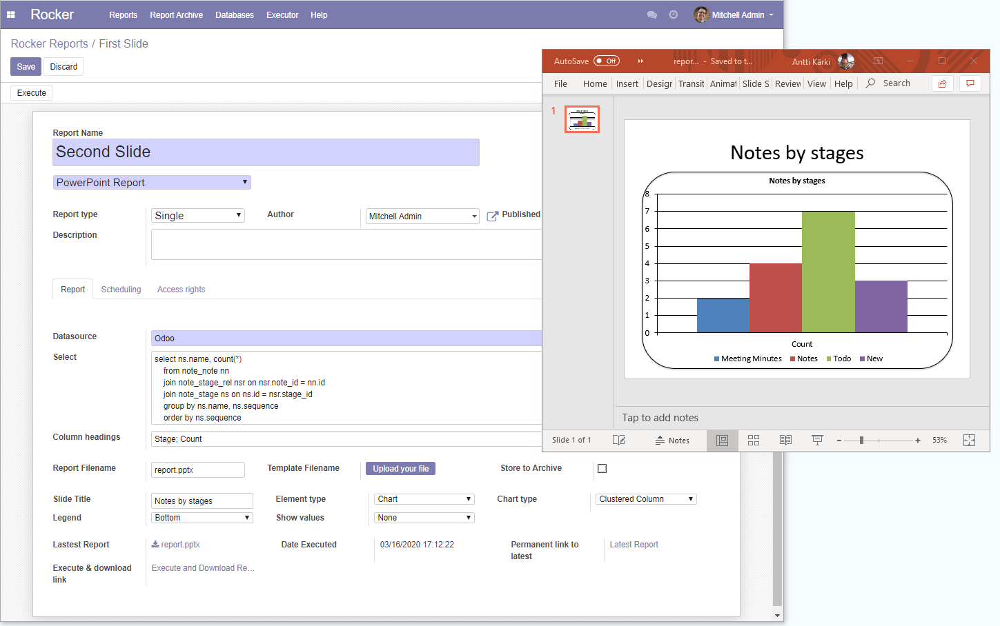 Rocker Reports Report Archive Databases Executor Help Mitchell Admin
Rocker Reports / First Slide
Save Discard
Execute
Report Name
Second Slide
PowerPoint Report
Report type Single Author Mitchell Admin Published
Description
Report Scheduling Access rights
Datasource Odoo
Select
select ns.name, count(*)
from note_note nn
join note_stage_rel nsr on nsr.note_id = nn.id
join note_stage ns on ns.id = nsr.stage_id
group by ns.name, ns.sequence
order by ns.sequence
Column headings Stage; Count
Report Filename report.pptx Template Filename Upload your file Store to Archive
Slide Title Notes by stages Element type Chart Chart type Clustered Column
Legend Bottom Show values None
Lastest Report report.pptx Date Executed 03/16/2020 17:12:22 Permanent link to Latest Report
latest
Execute & download Execute and Download Re...
link
AutoSave Off repor... - Saved to t... Antti Kärki
File Home Insert Design Transit Animat Slide S Review View Help Search
1
Notes by stages
Notes by stages
8
7
6
5
4
3
2
1
0
Count
Meeting Minutes Notes Todo New
Tap to add notes
Slide 1 of 1 Notes 53%